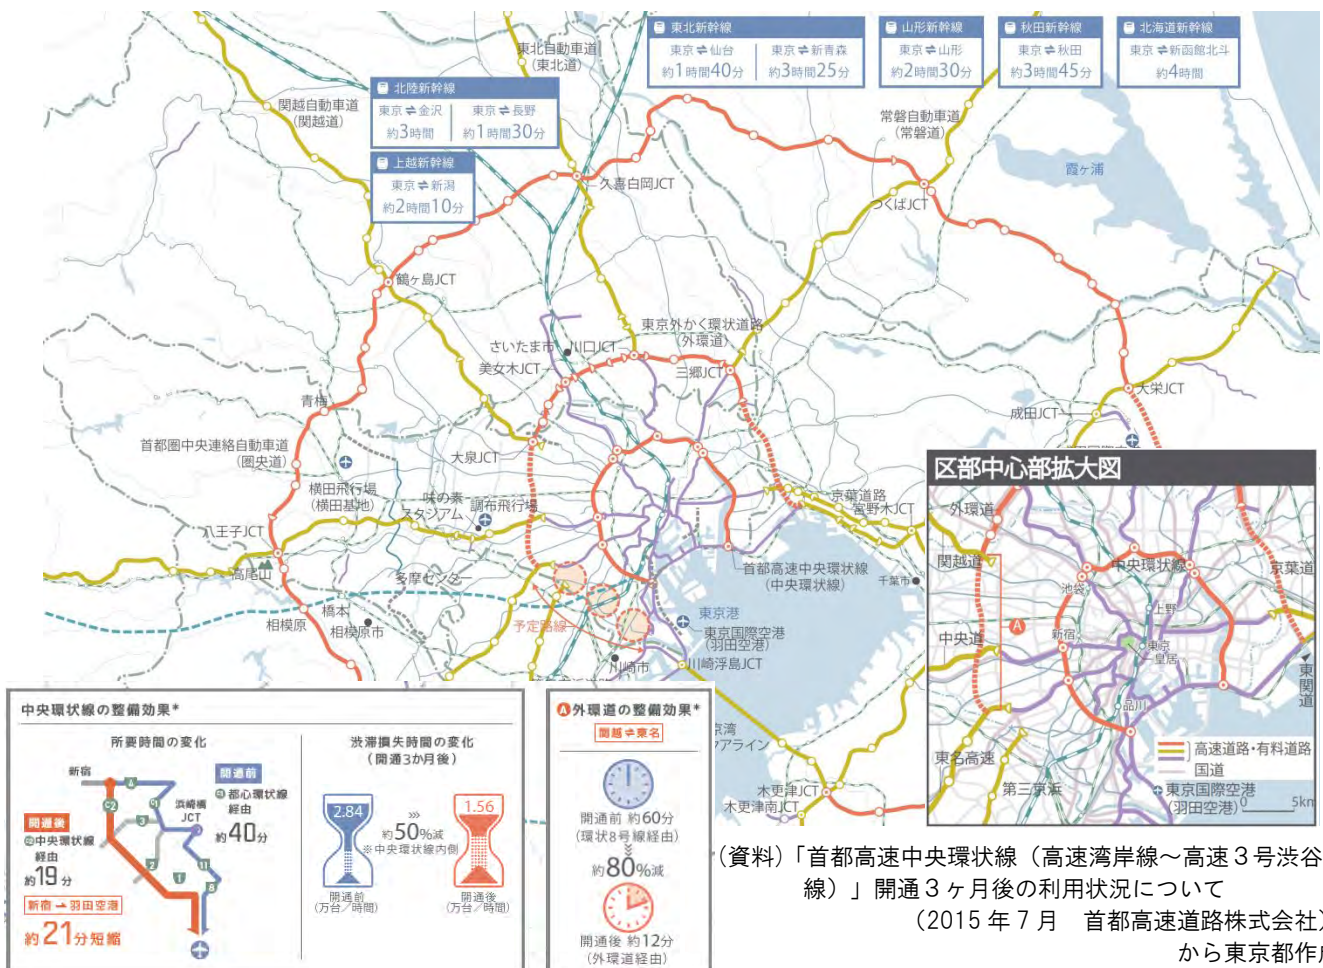 東北新幹線
東京⇌仙台
約1時間40分
東京⇌新青森
約3時間25分
山形新幹線
東京⇌山形
約2時間30分
秋田新幹線
東京⇌秋田
約3時間45分
北海道新幹線
東京⇌新函館北斗
約4時間
北陸新幹線
東京⇌金沢
約3時間
東京⇌長野
約1時間30分
上越新幹線
東京⇌新潟
約2時間10分
東北自動車道
(東北道)
関越自動車道
(関越道)
常磐自動車道
(常磐道)
霞ヶ浦
久喜白岡JCT
つくばJCT
鶴ヶ島JCT
東京外かく環状道路
(外環道)
さいたま市
川口JCT
美女木JCT
三郷JCT
大栄JCT
成田JCT
青梅
首都圏中央連絡自動車道
(圏央道)
大泉JCT
横田飛行場
(横田基地)
味の素
スタジアム
調布飛行場
京葉道路
宮野木JCT
八王子JCT
高尾山
多摩センター
首都高速中央環状線
(中央環状線)
千葉市
橋本
相模原
相模原市
予定路線
東京港
東京国際空港
(羽田空港)
川崎市
川崎浮島JCT
木更津JCT
木更津南JCT
区部中心部拡大図
外環道
関越道
中央環状線
京葉道
池袋
上野
A
中央道
新宿
東京
皇居
東関道
品川
東名高速
第三京浜
高速道路・有料道路
国道
東京国際空港
(羽田空港)
0 5km
中央環状線の整備効果*
所要時間の変化
新宿
4
C2
C1
3
2
1
11
8
浜崎橋
JCT
開通前
C1都心環状線
経由
約40分
開通後
C2中央環状線
経由
約19分
新宿→羽田空港
約21分短縮
渋滞損失時間の変化
(開通3か月後)
2.84
約50%減
※中央環状線内側
1.56
開通前
(万台/時間)
開通後
(万台/時間)
A外環道の整備効果*
関越⇌東名
開通前 約60分
(環状8号線経由)
約80%減
開通後 約12分
(外環道経由)
(資料)「首都高速中央環状線(高速湾岸線～高速3号渋谷
線)」開通3ヶ月後の利用状況について
(2015年7月 首都高速道路株式会社)
から東京都作成